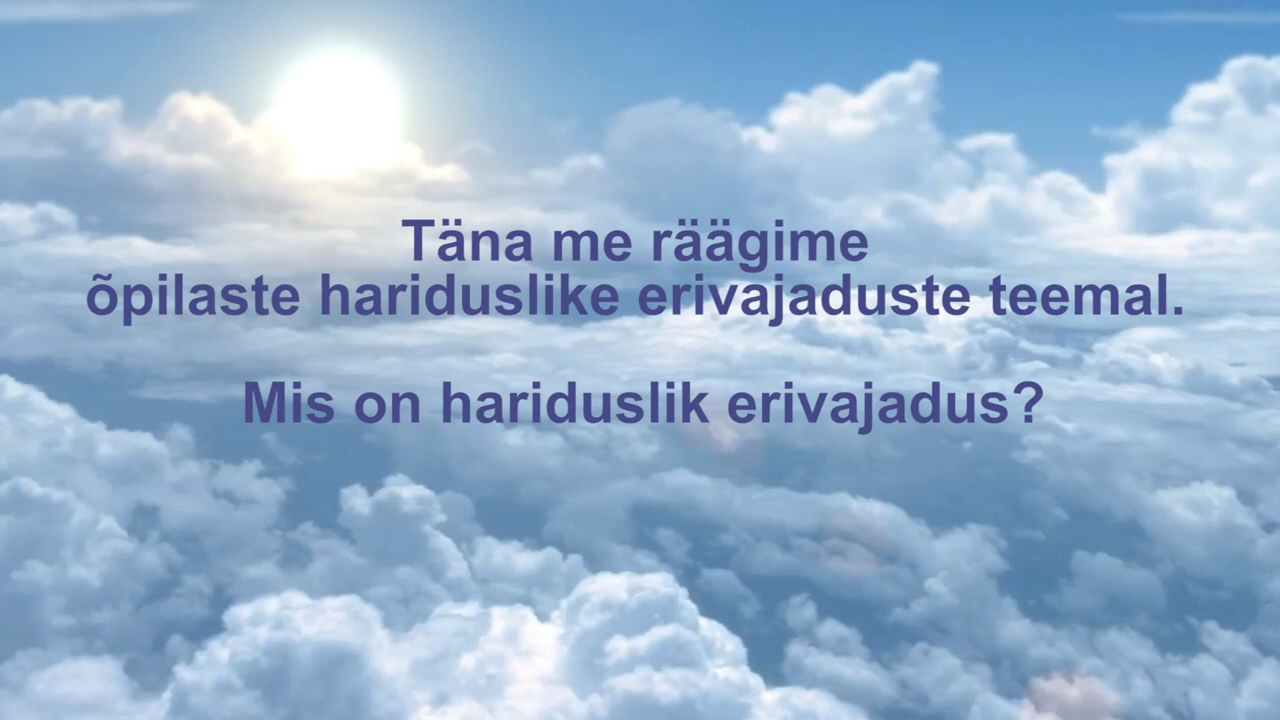 Täna me räägime
õpilaste hariduslike erivajaduste teemal.
Mis on hariduslik erivajadus?